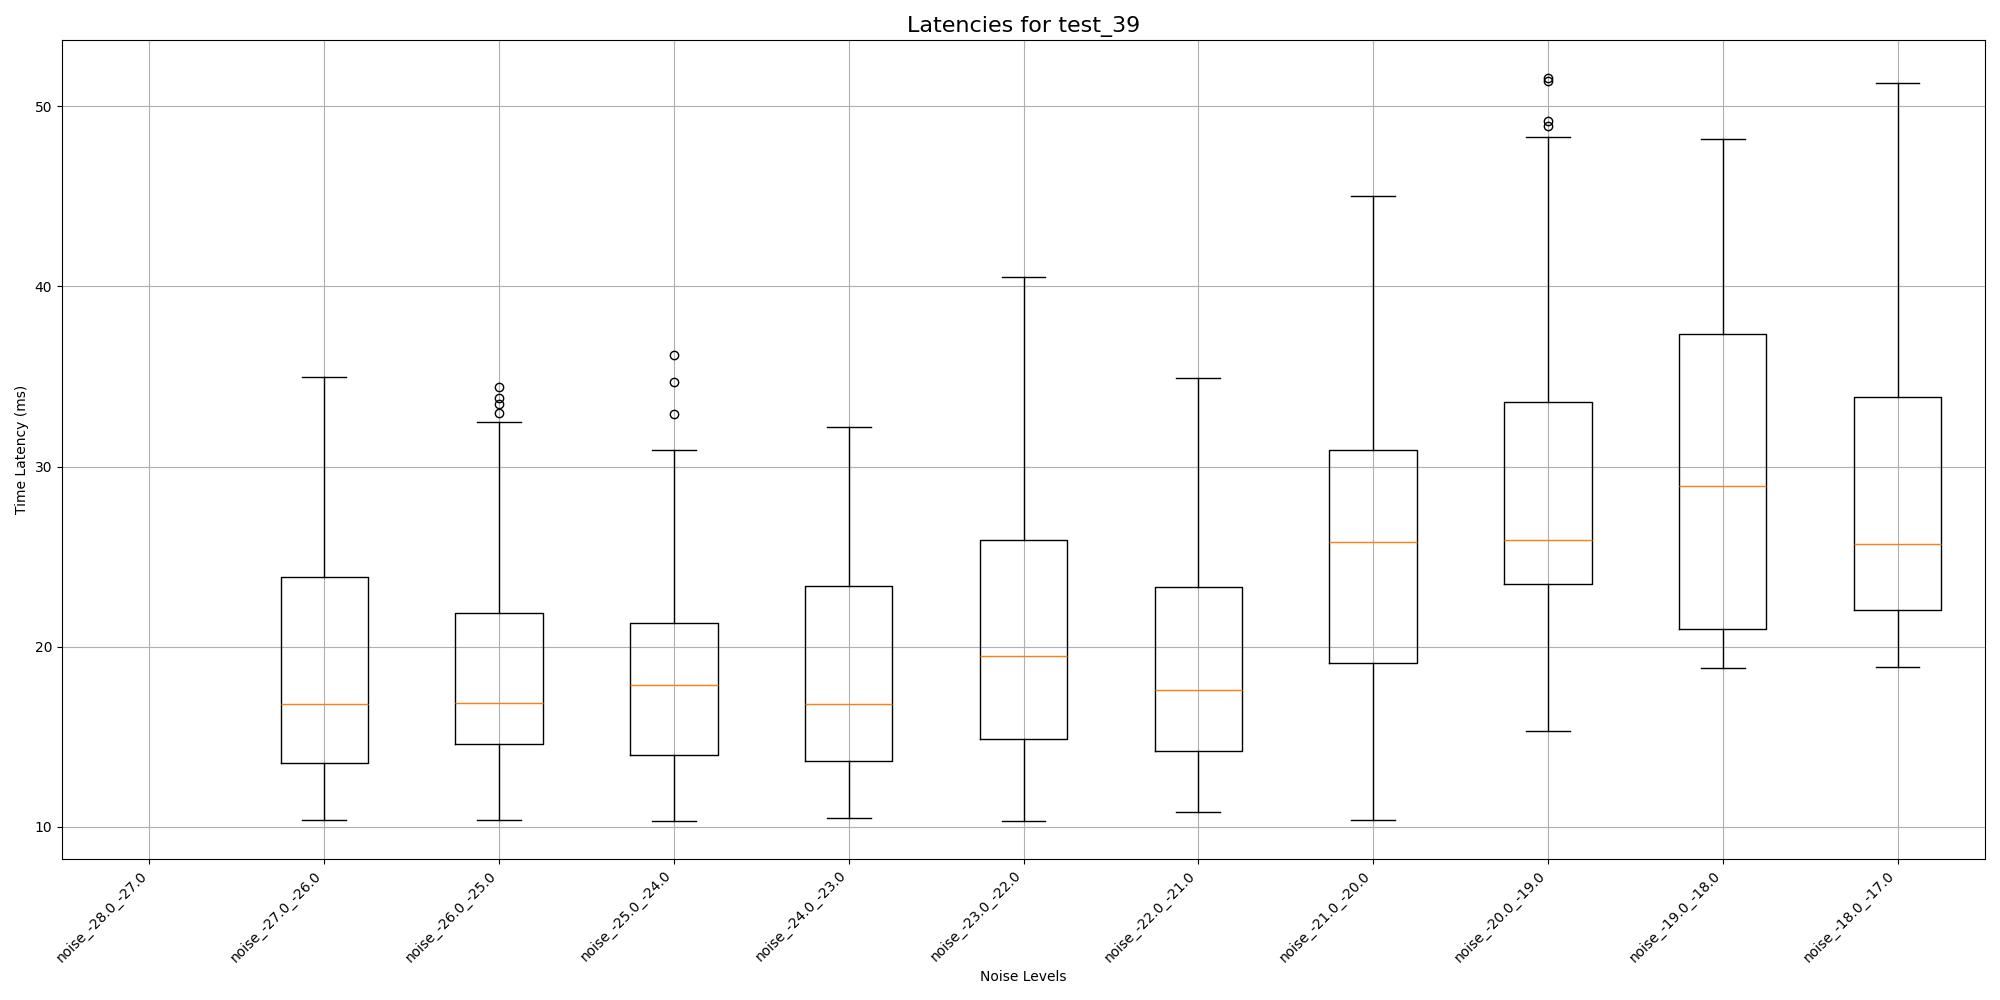 Latencies for test_39
Time Latency (ms)
50
40
30
20
10
noise_-28.0_-27.0
noise_-27.0_-26.0
noise_-26.0_-25.0
noise_-25.0_-24.0
noise_-24.0_-23.0
noise_-23.0_-22.0
noise_-22.0_-21.0
noise_-21.0_-20.0
noise_-20.0_-19.0
noise_-19.0_-18.0
noise_-18.0_-17.0
Noise Levels